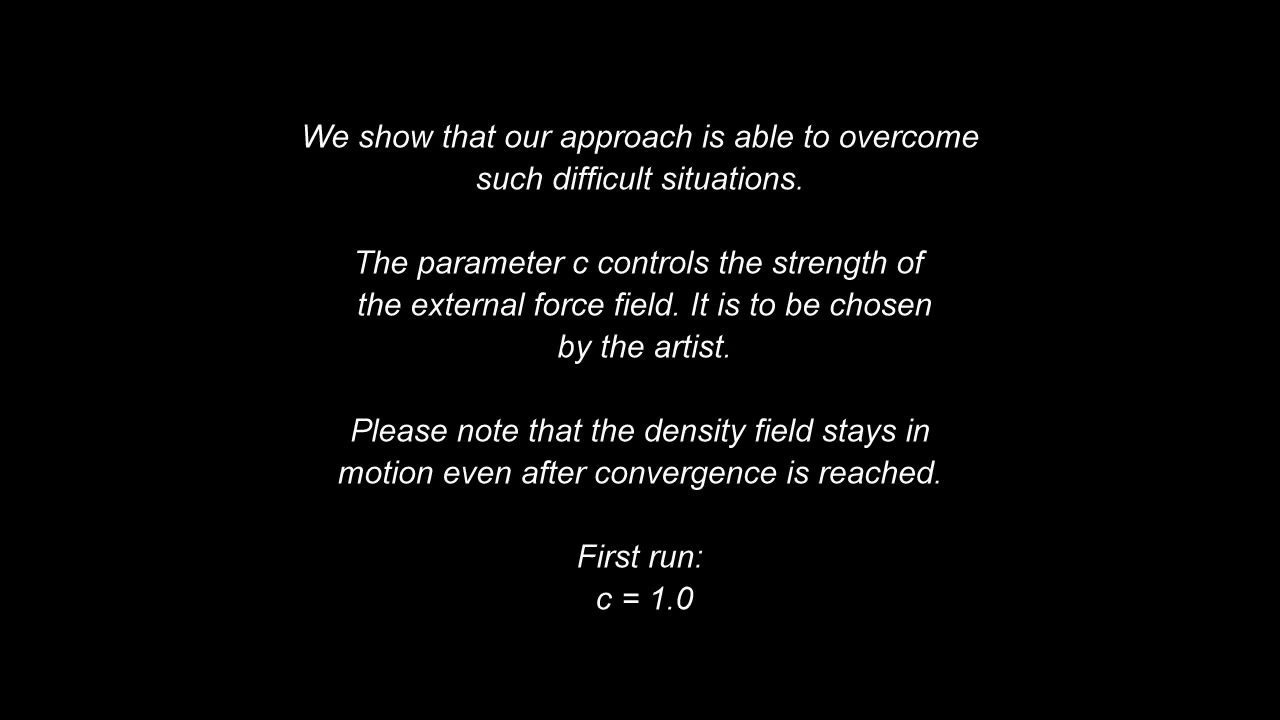 We show that our approach is able to overcome
such difficult situations.
The parameter c controls the strength of
the external force field. It is to be chosen
by the artist.
Please note that the density field stays in
motion even after convergence is reached.
First run:
c = 1.0